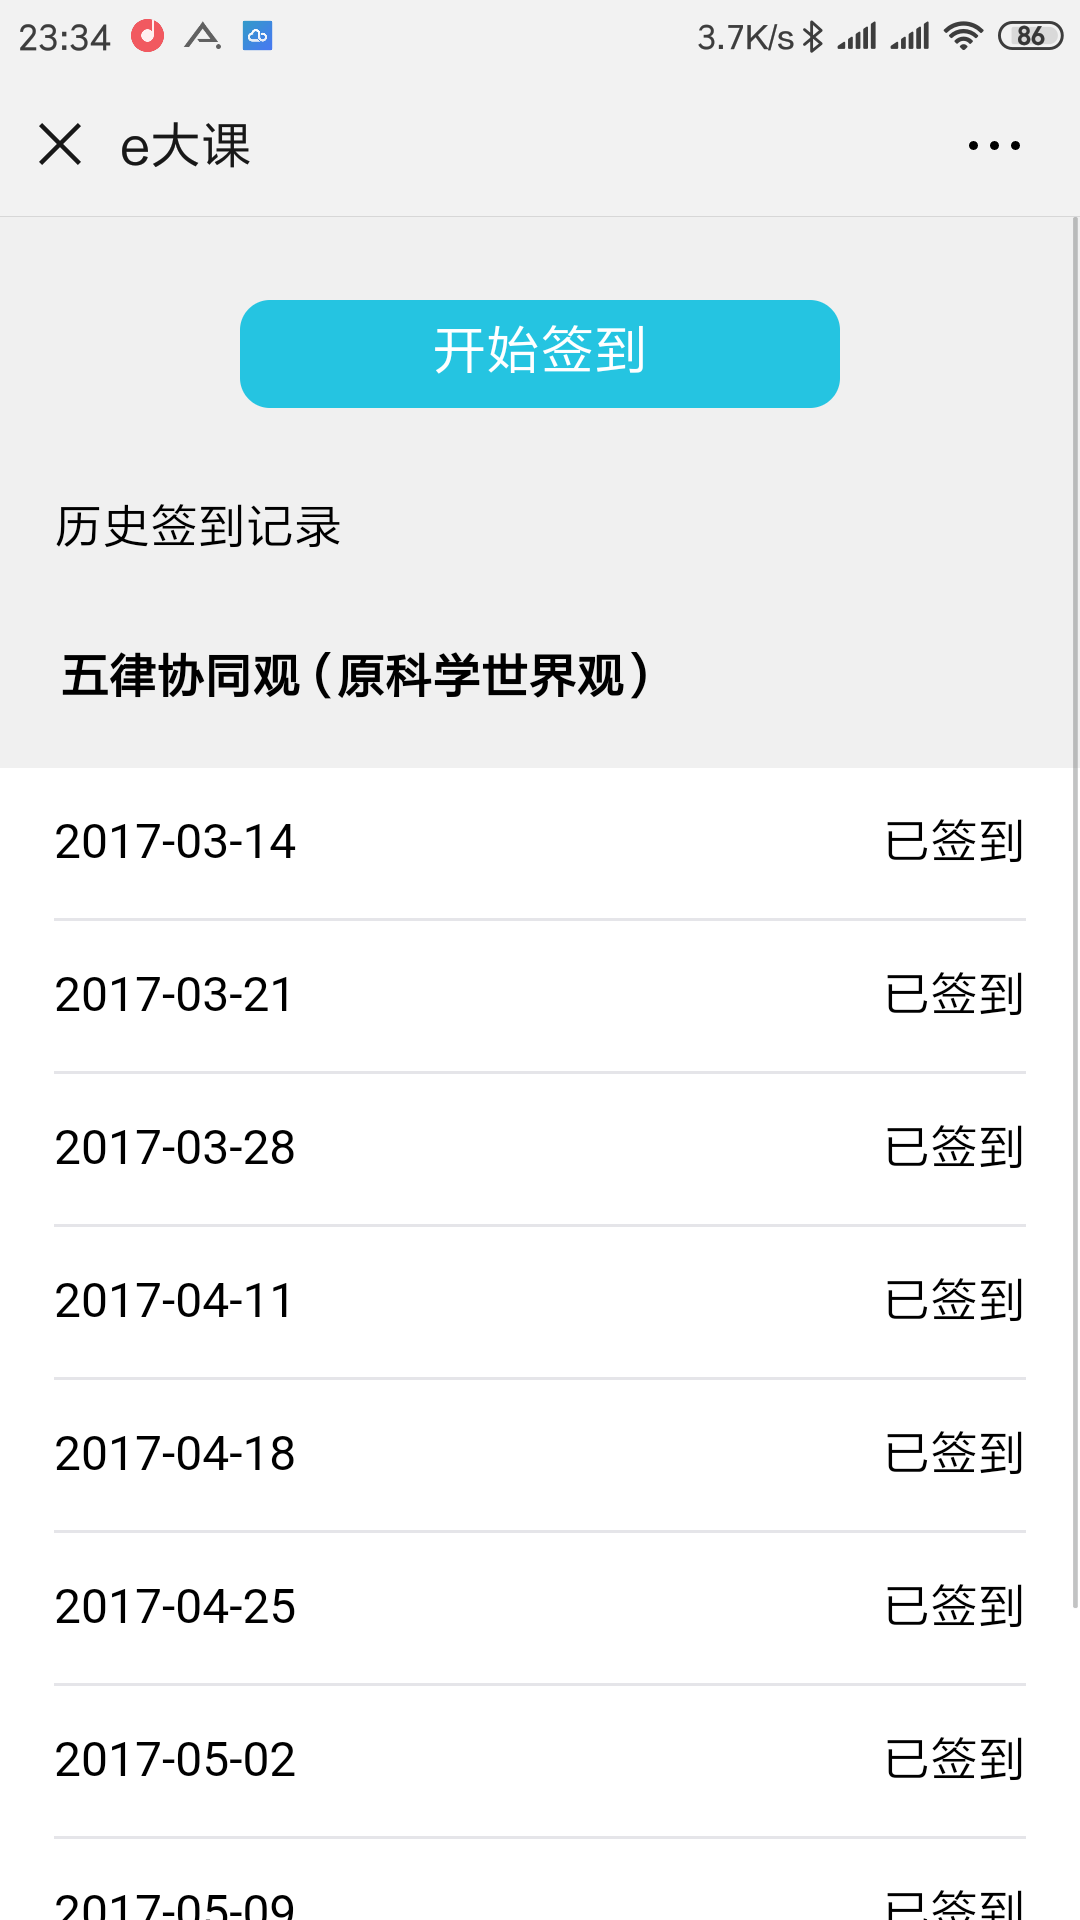 23:34 3.7K/s 86
e大课
开始签到
历史签到记录
五律协同观(原科学世界观)
2017-03-14 已签到
2017-03-21 已签到
2017-03-28 已签到
2017-04-11 已签到
2017-04-18 已签到
2017-04-25 已签到
2017-05-02 已签到
2017-05-09 已签到